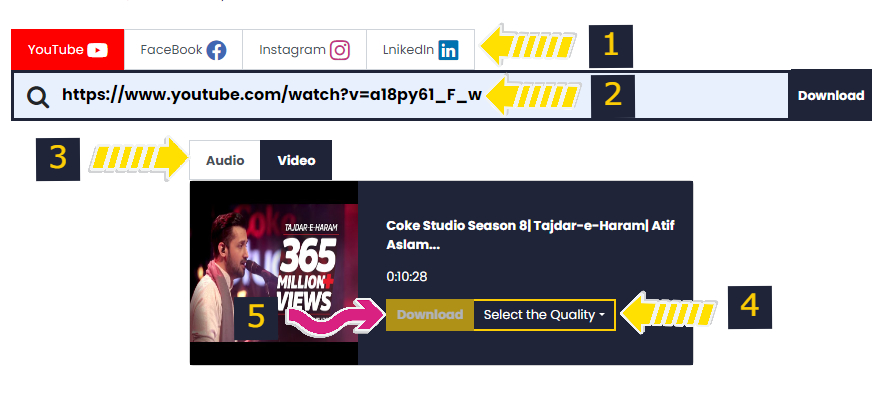 YouTube FaceBook Instagram LnikedIn in 1
https://www.youtube.com/watch?v=a18py61_F_w 2 Download
3 Audio Video
Coke Studio Season 8| Tajdar-e-Haram| Atif
Aslam...
0:10:28
Coke
TAJDAR-E-HARAM
365
MILLION+
VIEWS
5 Download Select the Quality 4